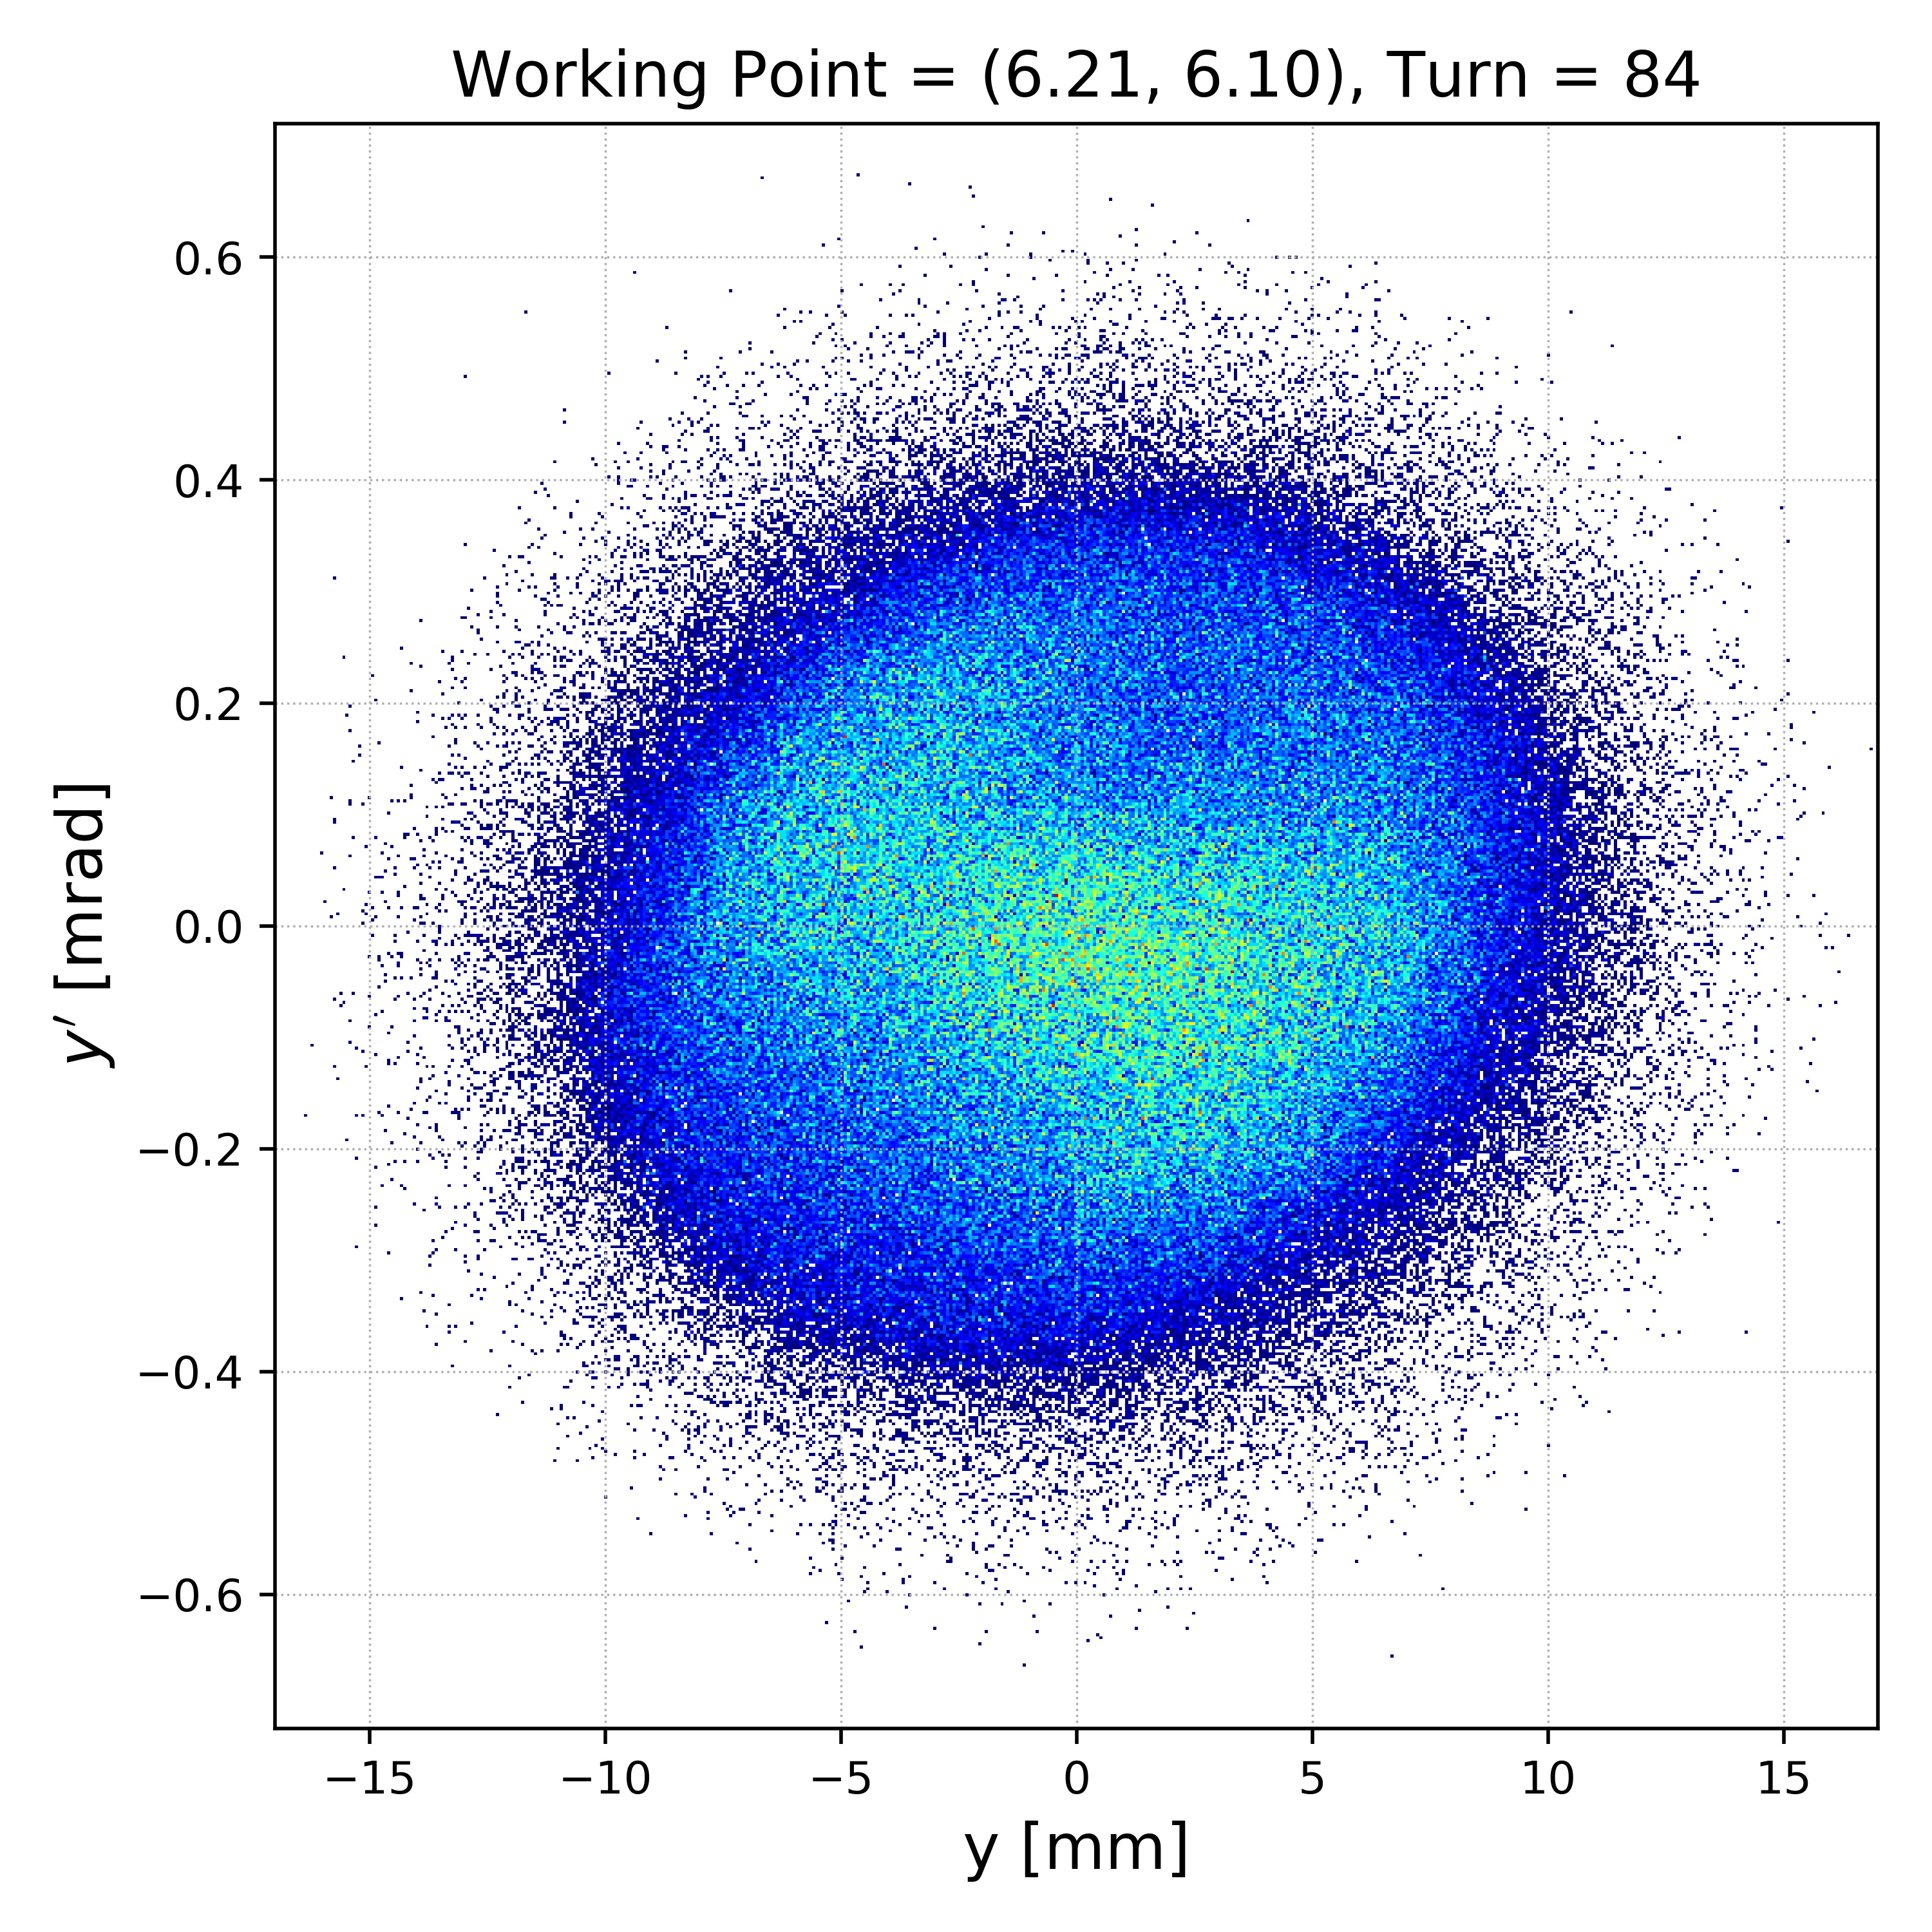 Working Point = (6.21, 6.10), Turn = 84
0.6
0.4
0.2
0.0
−0.2
−0.4
−0.6
y′ [mrad]
−15 −10 −5 0 5 10 15
y [mm]